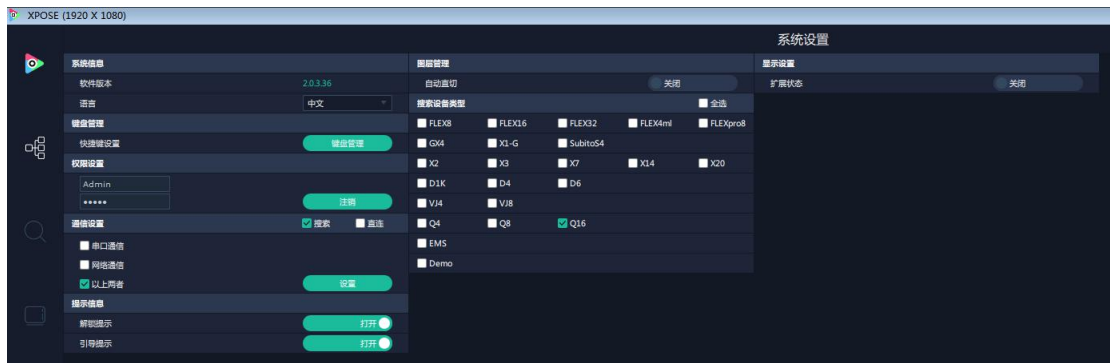 XPOSE (1920 X 1080)
系统设置
系统信息
软件版本 2.0.3.36
语言 中文
键盘管理
快捷键设置 键盘管理
权限设置
Admin
•••••
注销
通信设置 搜索 直连
串口通信
网络通信
以上两者 设置
提示信息
解锁提示 打开
引导提示 打开
图层管理
自动直切 关闭
搜索设备类型 全选
FLEX8 FLEX16 FLEX32 FLEX4ml FLEXpro8
GX4 X1-G SubitoS4
X2 X3 X7 X14 X20
D1K D4 D6
VJ4 VJ8
Q4 Q8 Q16
EMS
Demo
显示设置
扩展状态 关闭